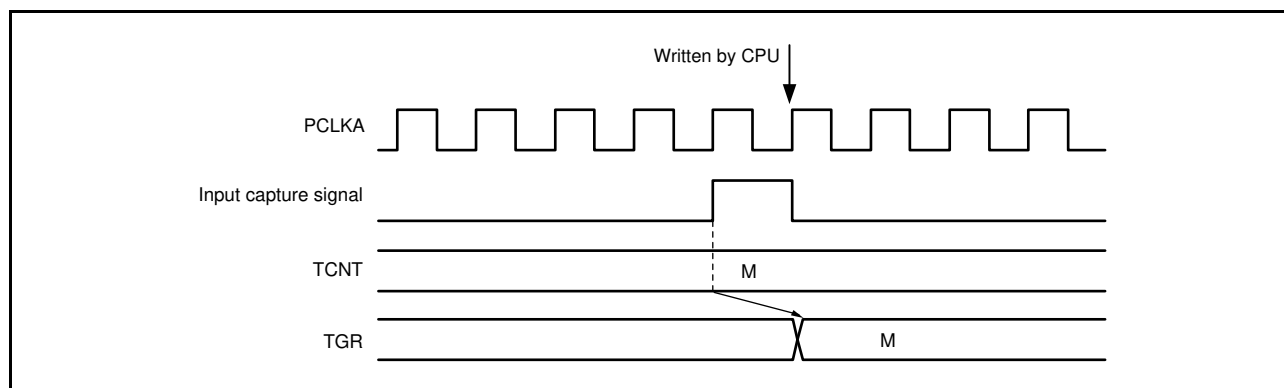 Written by CPU
PCLKA
Input capture signal
TCNT
M
TGR
M